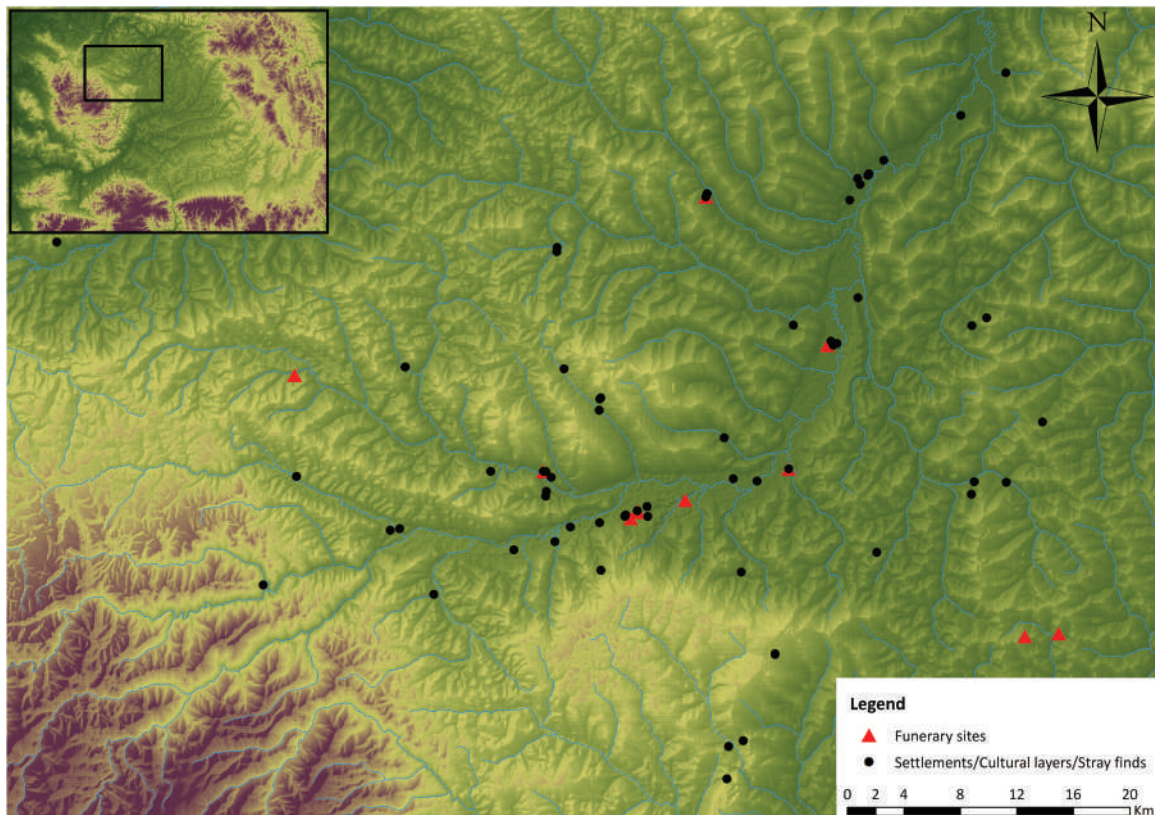 N
Legend
Funerary sites
Settlements/Cultural layers/Stray finds
0 2 4 8 12 16 20
Km